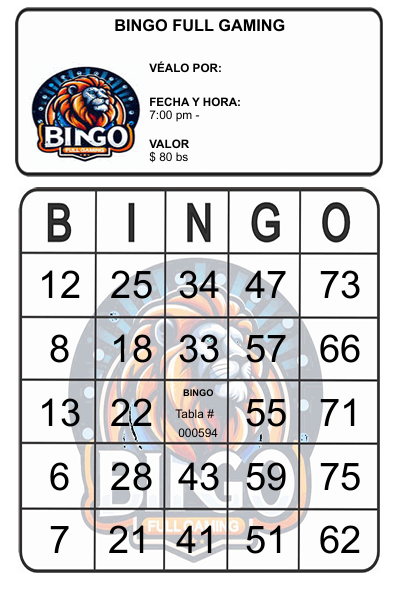 BINGO FULL GAMING
BINGO
FULL GAMING
VÉALO POR:
FECHA Y HORA:
7:00 pm -
VALOR
$ 80 bs
B I N G O
12 25 34 47 73
8 18 33 57 66
BINGO
13 22 Tabla # 55 71
000594
6 28 43 59 75
BINGO
FULL GAMING
7 21 41 51 62